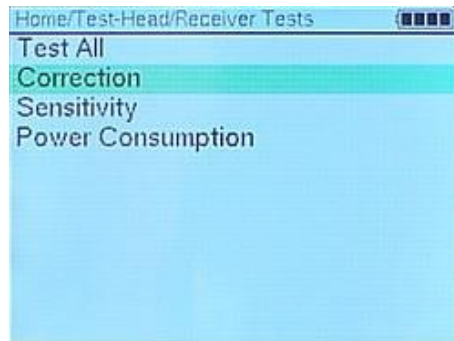 Home/Test-Head/Receiver Tests
Test All
Correction
Sensitivity
Power Consumption